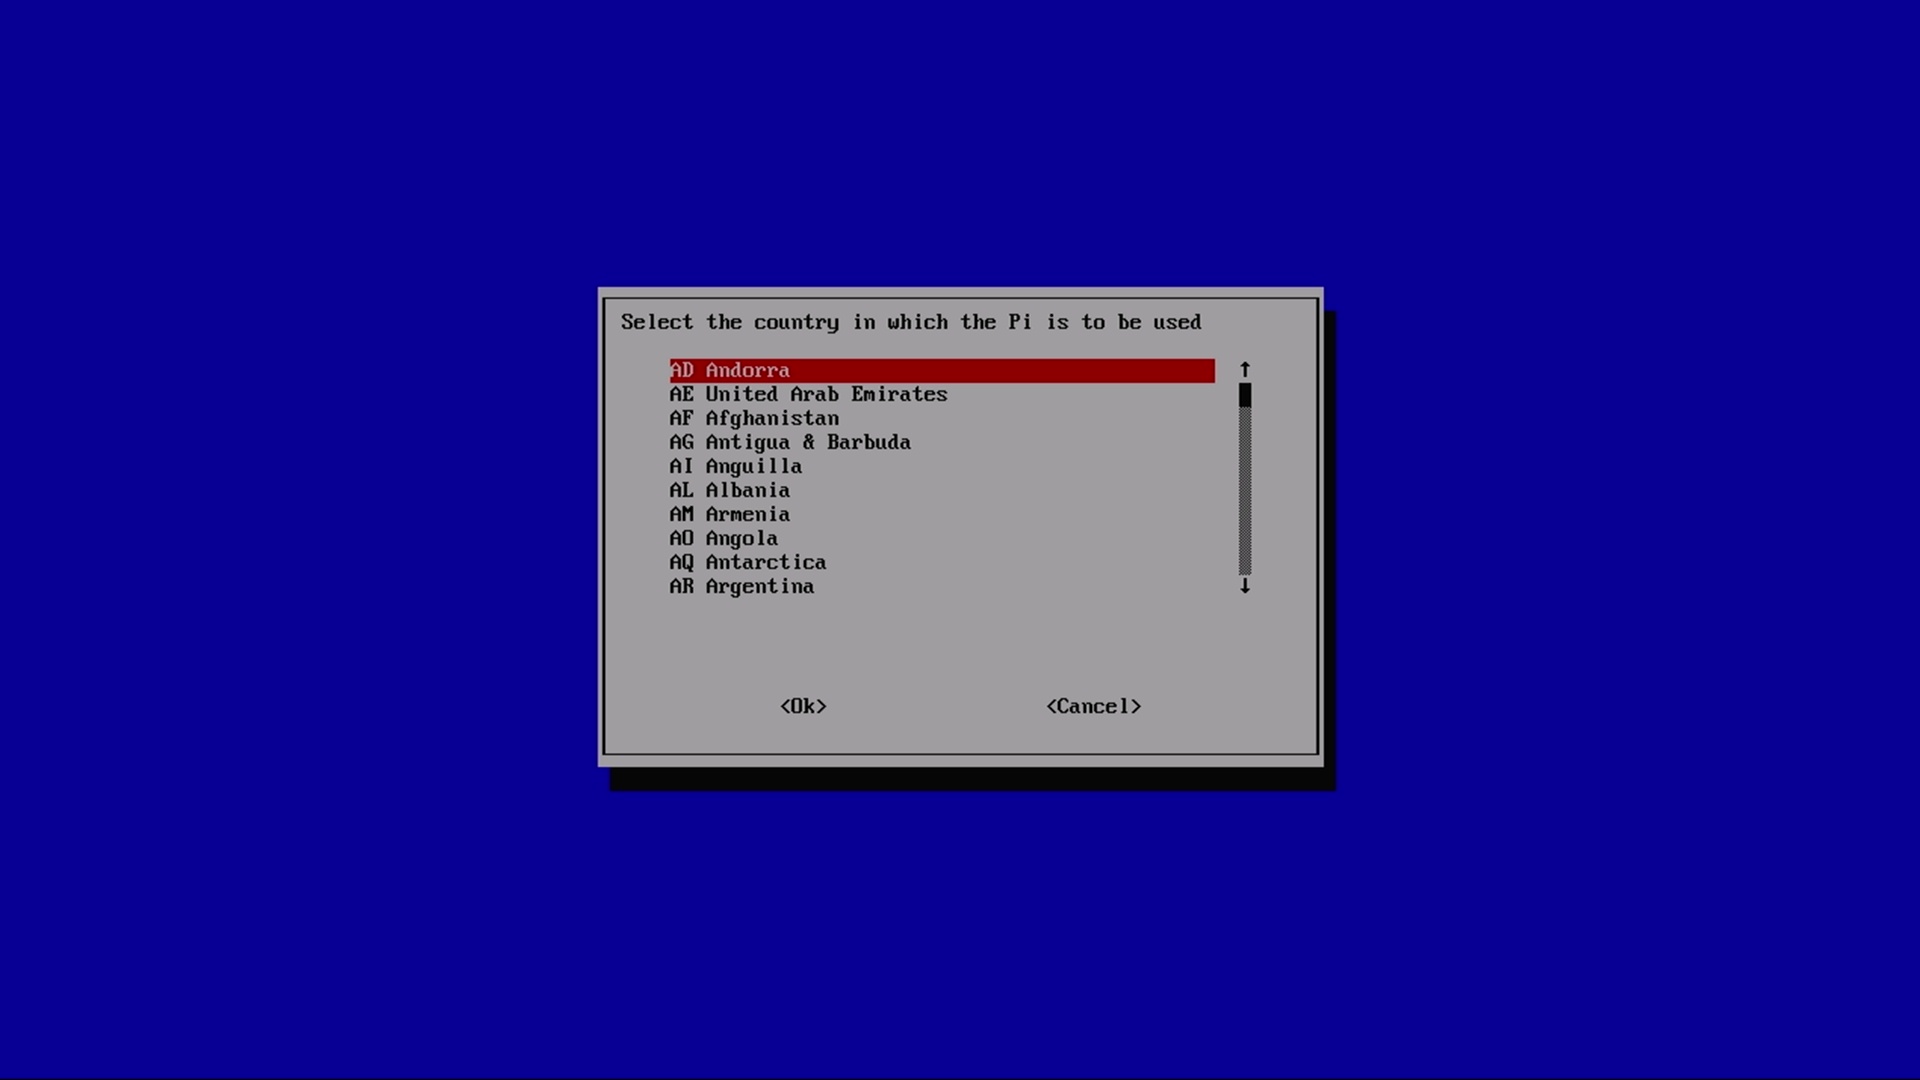 Select the country in which the Pi is to be used
AD Andorra
AE United Arab Emirates
AF Afghanistan
AG Antigua & Barbuda
AI Anguilla
AL Albania
AM Armenia
AO Angola
AQ Antarctica
AR Argentina
<Ok> <Cancel>